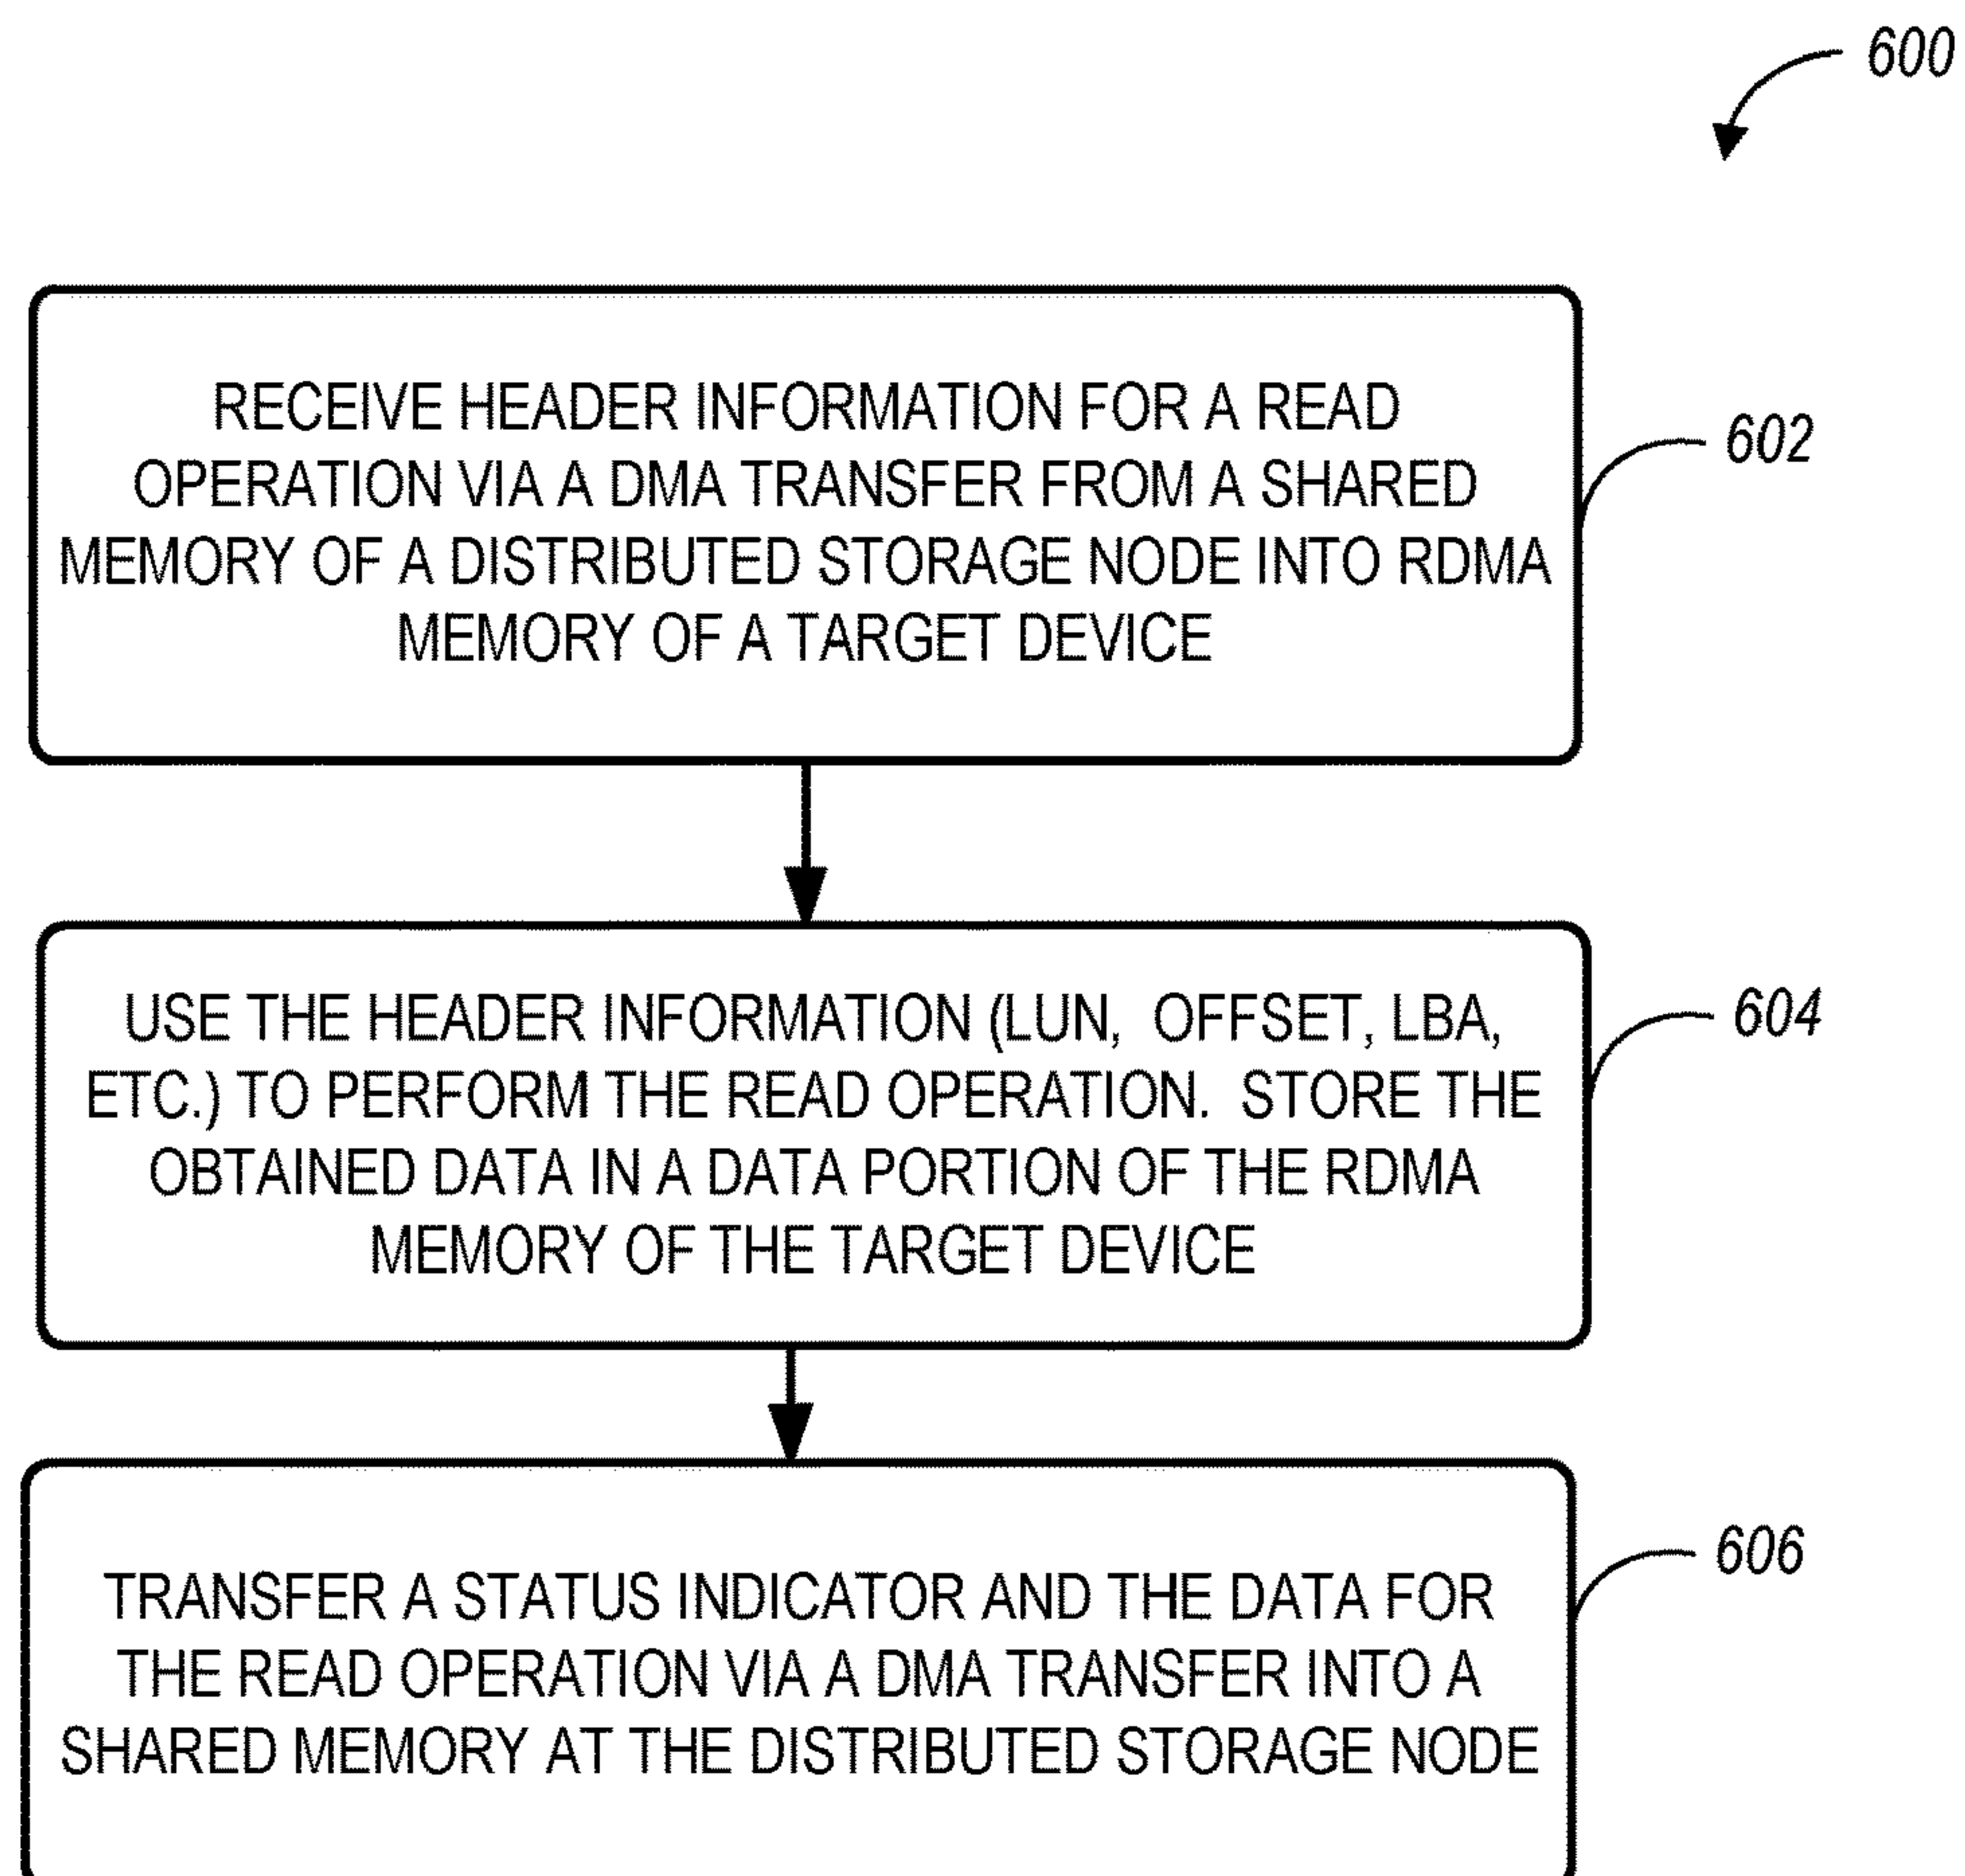 600
RECEIVE HEADER INFORMATION FOR A READ
OPERATION VIA A DMA TRANSFER FROM A SHARED
MEMORY OF A DISTRIBUTED STORAGE NODE INTO RDMA
MEMORY OF A TARGET DEVICE
602
USE THE HEADER INFORMATION (LUN, OFFSET, LBA,
ETC.) TO PERFORM THE READ OPERATION. STORE THE
OBTAINED DATA IN A DATA PORTION OF THE RDMA
MEMORY OF THE TARGET DEVICE
604
TRANSFER A STATUS INDICATOR AND THE DATA FOR
THE READ OPERATION VIA A DMA TRANSFER INTO A
SHARED MEMORY AT THE DISTRIBUTED STORAGE NODE
606